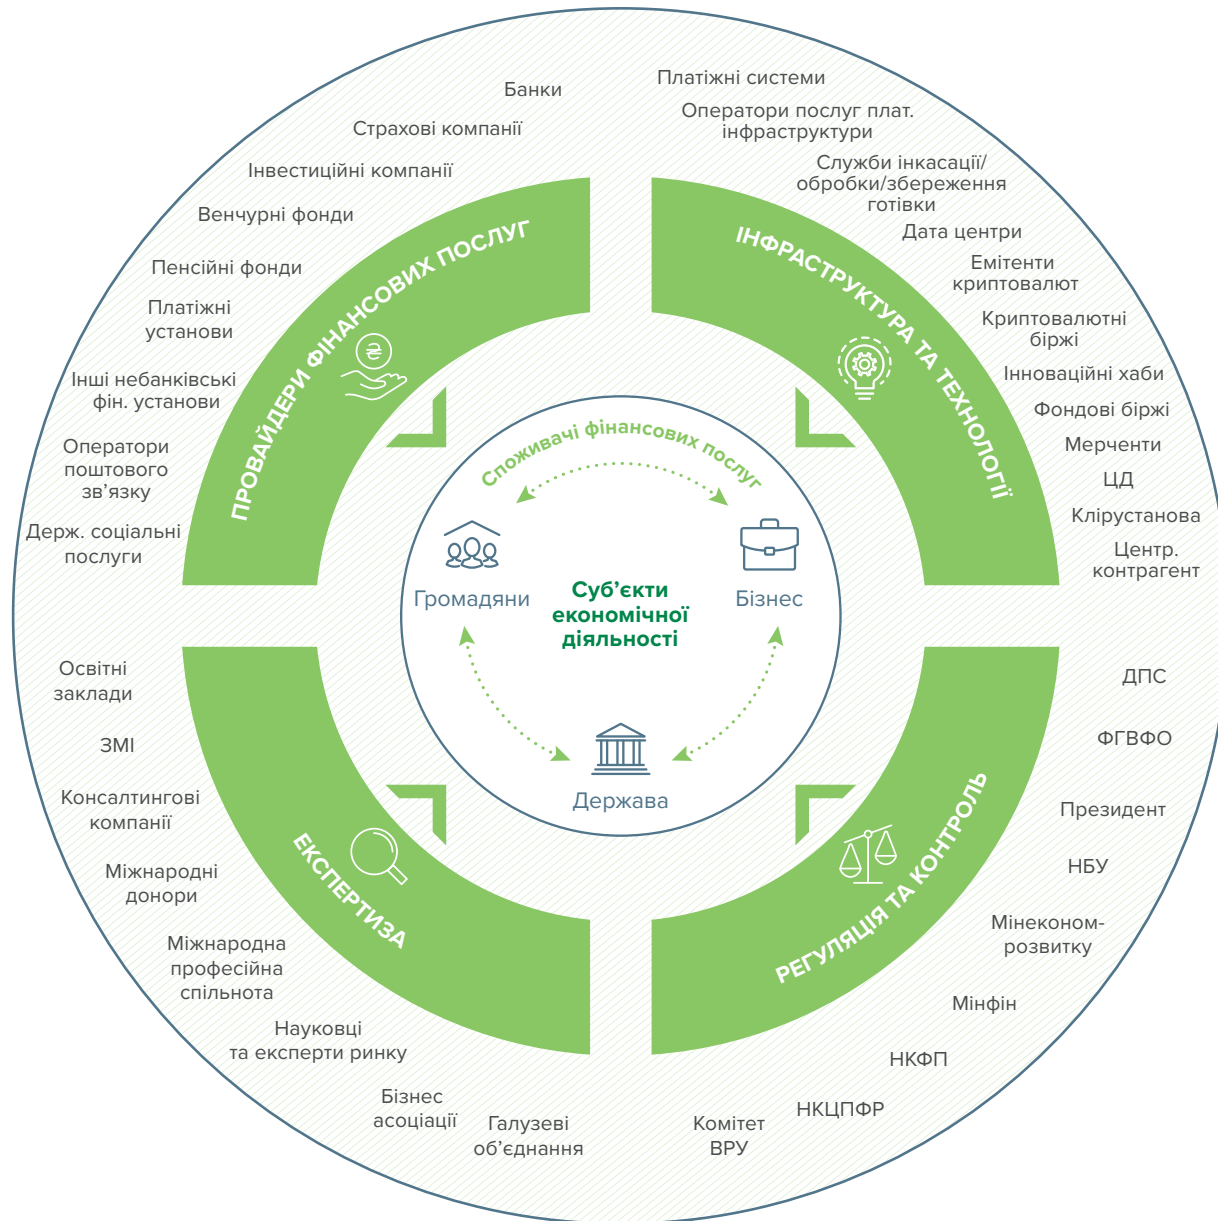 Банки
Страхові компанії
Інвестиційні компанії
Венчурні фонди
Пенсійні фонди
Платіжні
установи
Інші небанківські
фін. установи
Оператори
поштового
зв’язку
Держ. соціальні
послуги
ПРОВАЙДЕРИ ФІНАНСОВИХ ПОСЛУГ
Платіжні системи
Оператори послуг плат.
інфраструктури
Служби інкасації/
обробки/збереження
готівки
Дата центри
Емітенти
криптовалют
Криптовалютні
біржі
Інноваційні хаби
Фондові біржі
Мерченти
ЦД
Клірустанова
Центр.
контрагент
ІНФРАСТРУКТУРА ТА ТЕХНОЛОГІЇ
Споживачі фінансових послуг
Громадяни
Суб’єкти
економічної
діяльності
Бізнес
Держава
Освітні
заклади
ЗМІ
Консалтингові
компанії
Міжнародні
донори
Міжнародна
професійна
спільнота
Науковці
та експерти ринку
Бізнес
асоціації
Галузеві
об’єднання
ЕКСПЕРТИЗА
ДПС
ФГВФО
Президент
НБУ
Мінеконом-
розвитку
Мінфін
НКФП
НКЦПФР
Комітет
ВРУ
РЕГУЛЯЦІЯ ТА КОНТРОЛЬ